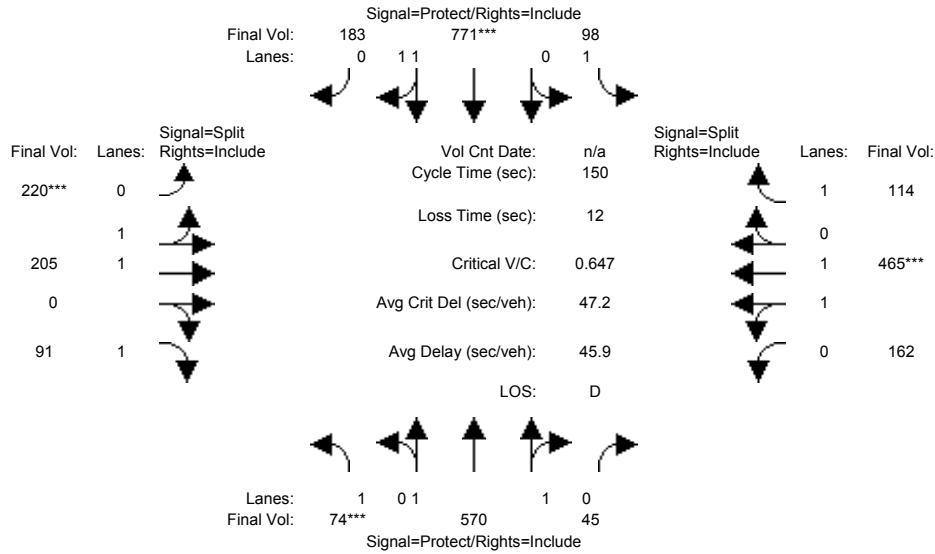 Signal=Protect/Rights=Include
Final Vol: 183 771*** 98
Lanes: 0 1 1 0 1
Signal=Split Signal=Split
Final Vol: Lanes: Rights=Include Vol Cnt Date: n/a Rights=Include Lanes: Final Vol:
Cycle Time (sec): 150
220*** 0 1 114
Loss Time (sec): 12
1 0
205 1 Critical V/C: 0.647 1 465***
0 1 Avg Crit Del (sec/veh): 47.2 1
91 1 Avg Delay (sec/veh): 45.9 0 162
LOS: D
Lanes: 1 0 1 1 0
Final Vol: 74*** 570 45
Signal=Protect/Rights=Include